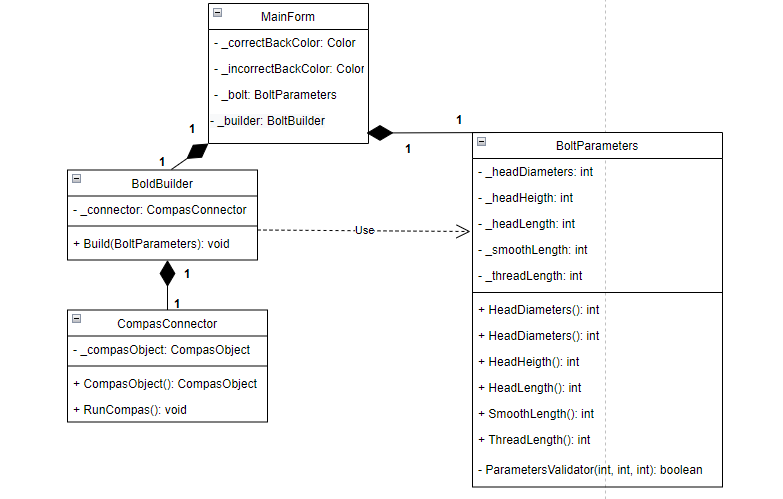 MainForm
- _correctBackColor: Color
- _incorrectBackColor: Color
- _bolt: BoltParameters
- _builder: BoltBuilder
1
1
1
1
BoldBuilder
- _connector: CompasConnector
+ Build(BoltParameters): void
Use
1
1
CompasConnector
- _compasObject: CompasObject
+ CompasObject(): CompasObject
+ RunCompas(): void
BoltParameters
- _headDiameters: int
- _headHeigth: int
- _headLength: int
- _smoothLength: int
- _threadLength: int
+ HeadDiameters(): int
+ HeadDiameters(): int
+ HeadHeigth(): int
+ HeadLength(): int
+ SmoothLength(): int
+ ThreadLength(): int
- ParametersValidator(int, int, int): boolean